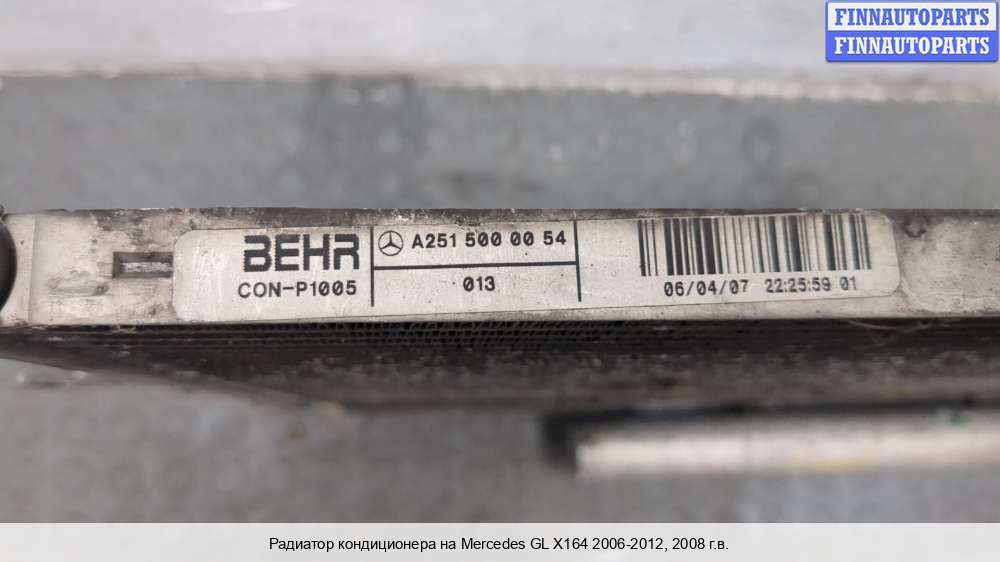 FINNAUTOPARTS
FINNAUTOPARTS
BEHR
CON-P1005
A251 500 00 54
013
06/04/07 22:25:59 01
Радиатор кондиционера на Mercedes GL X164 2006-2012, 2008 г.в.